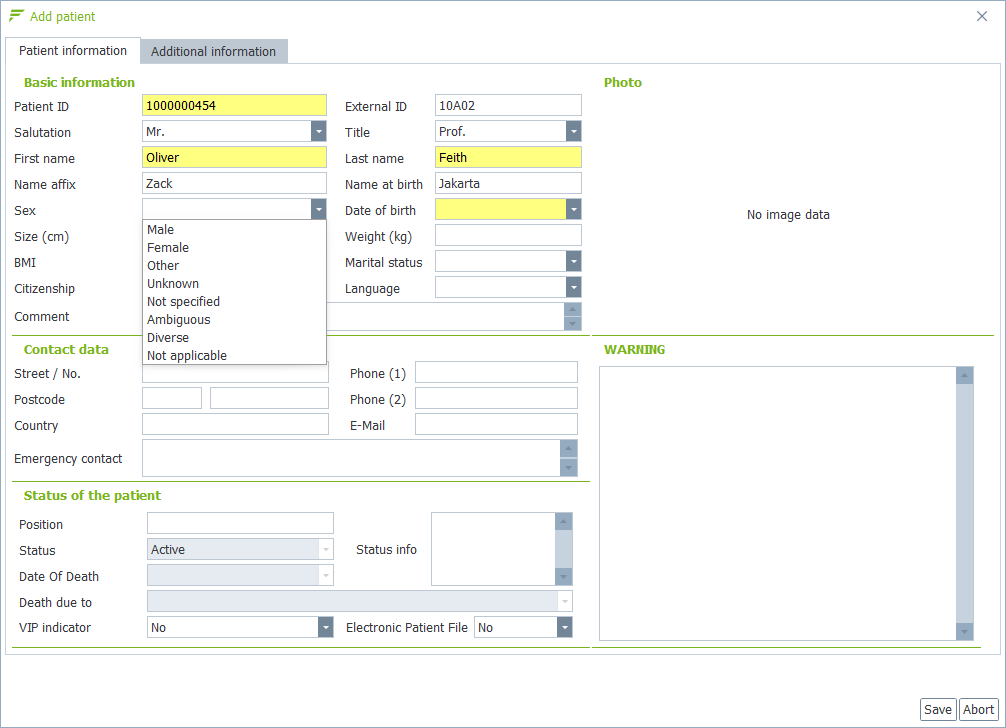 Add patient
Patient information Additional information
Basic information
Patient ID 1000000454 External ID 10A02
Salutation Mr. Title Prof.
First name Oliver Last name Feith
Name affix Zack Name at birth Jakarta
Sex Date of birth
Male
Female
Other
Unknown
Not specified
Ambiguous
Diverse
Not applicable
Size (cm) Weight (kg)
BMI Marital status
Citizenship Language
Comment
Photo
No image data
Contact data
Street / No. Phone (1)
Postcode Phone (2)
Country E-Mail
Emergency contact
WARNING
Status of the patient
Position
Status Active Status info
Date Of Death
Death due to
VIP indicator No Electronic Patient File No
Save Abort